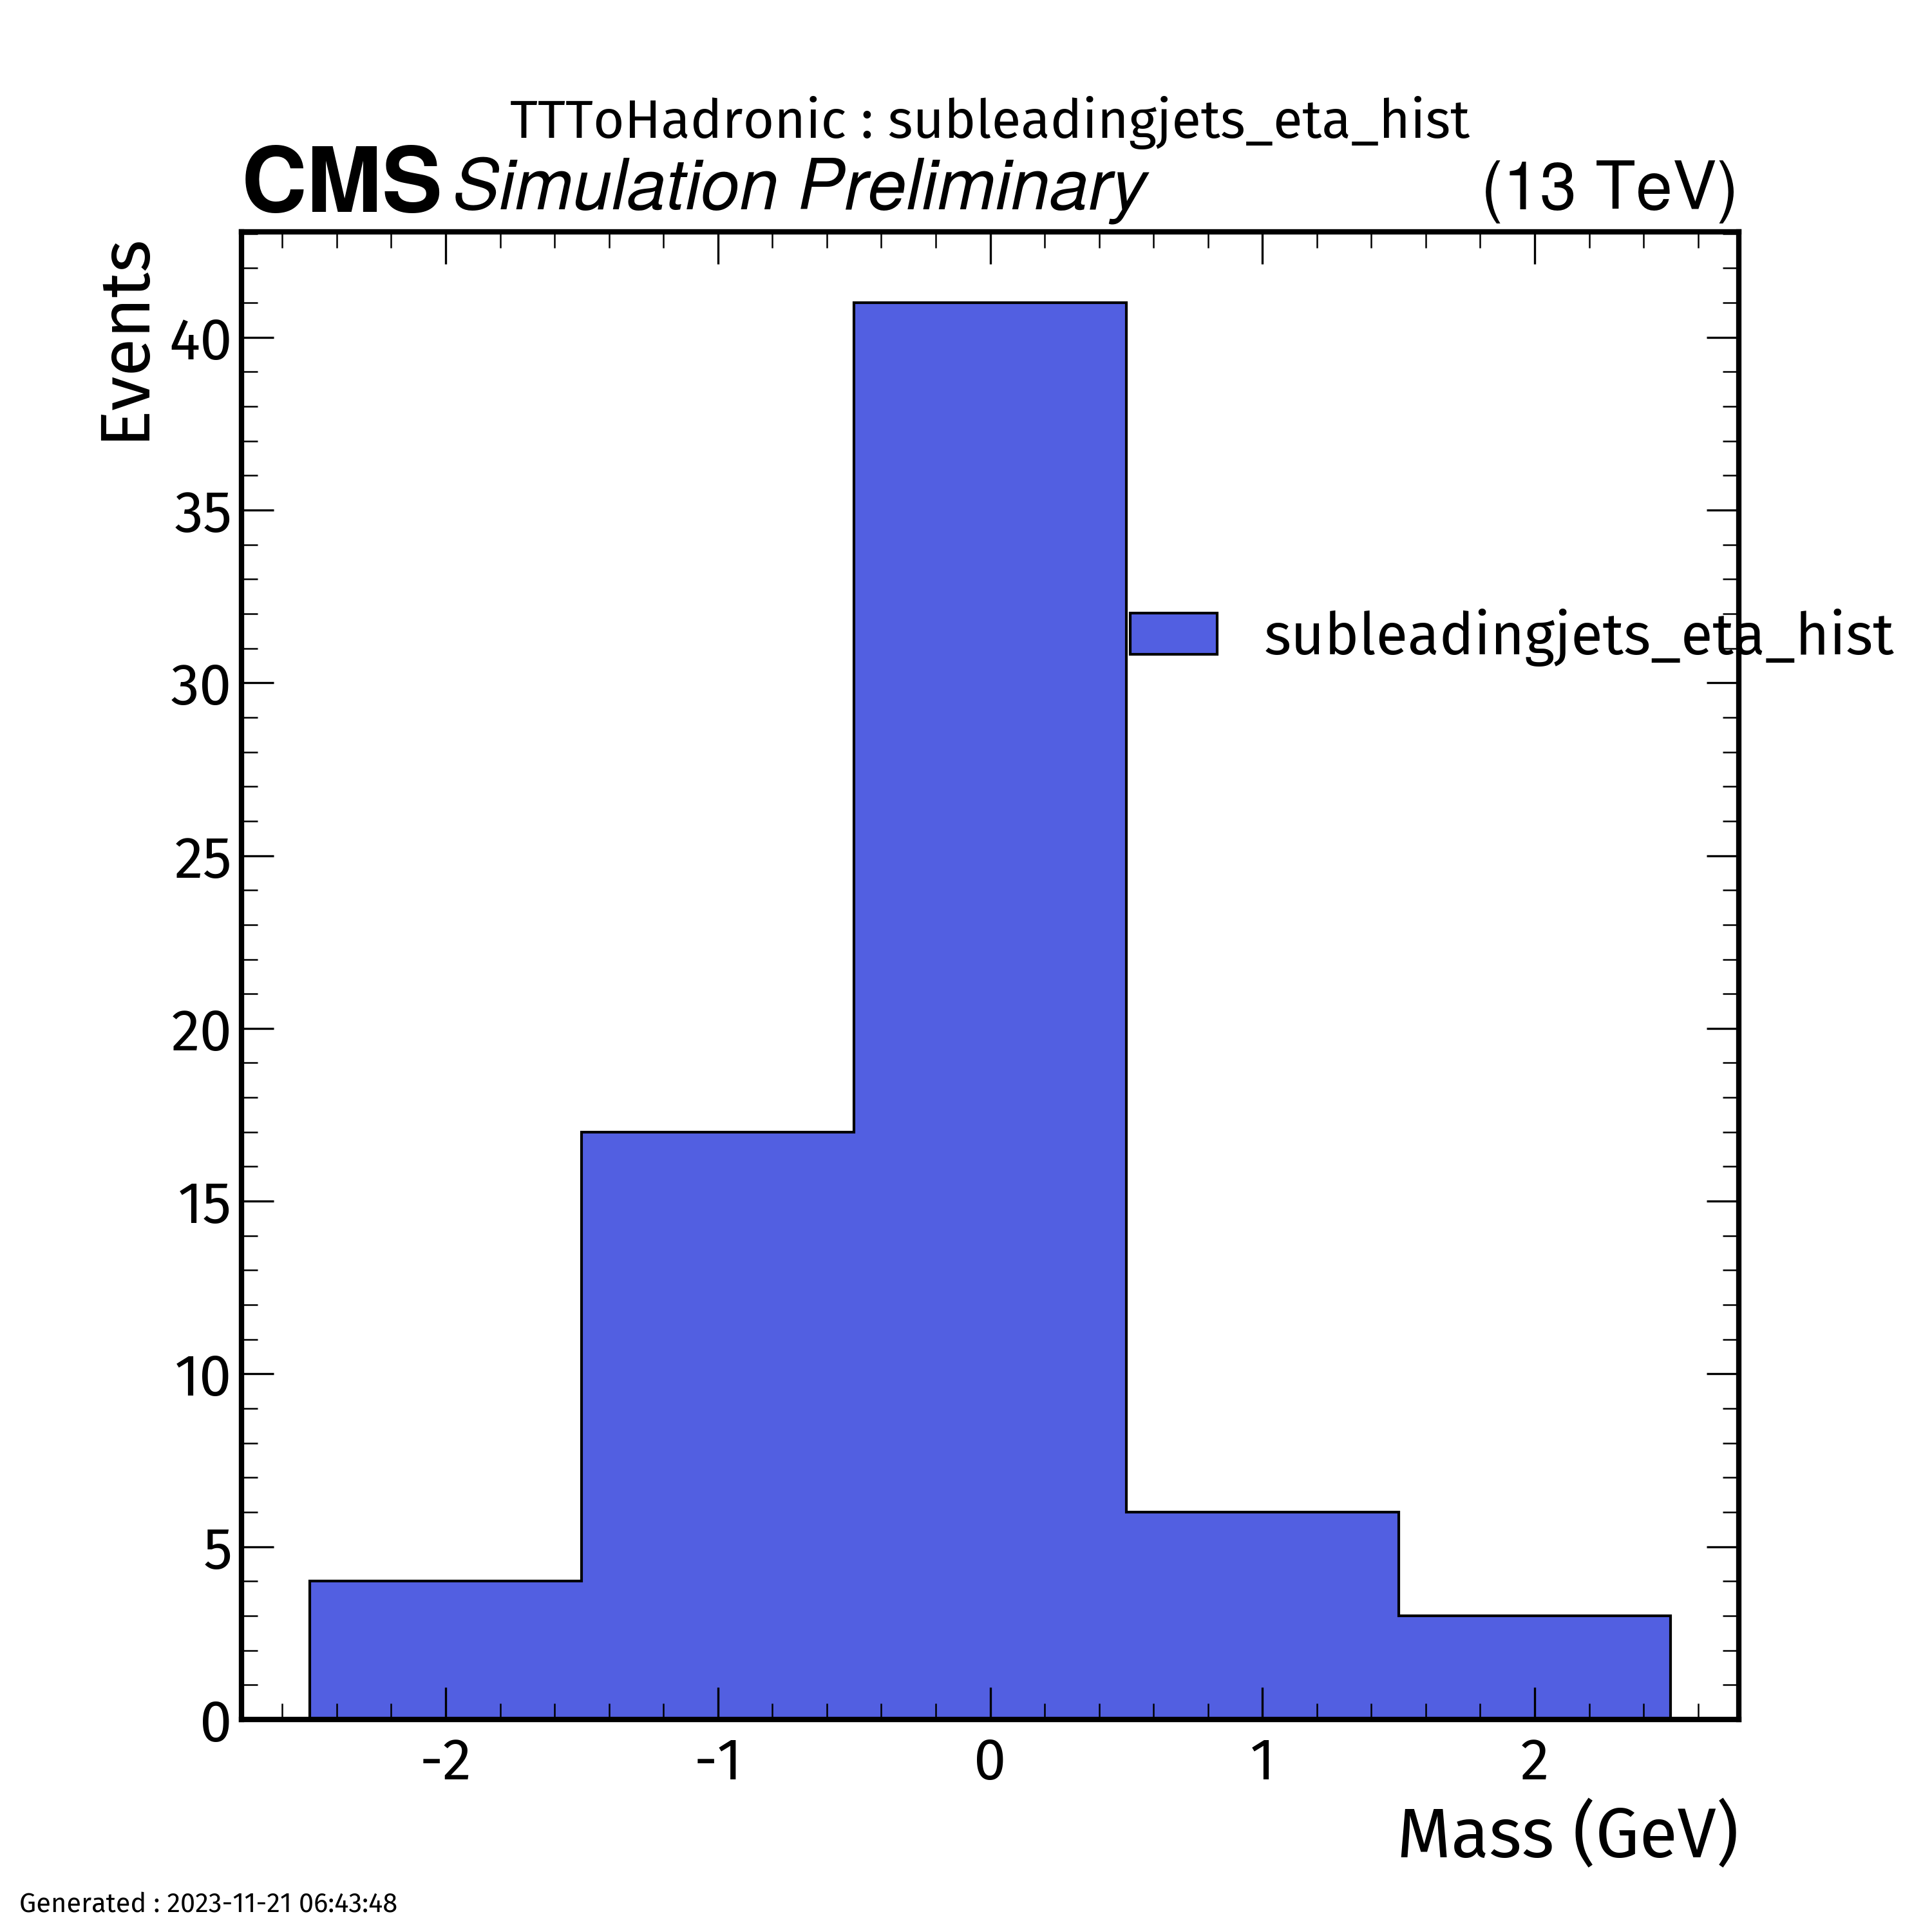 TTToHadronic : subleadingjets_eta_hist
CMS Simulation Preliminary (13 TeV)
Events
40
35
30
25
20
15
10
5
0
subleadingjets_eta_hist
-2 -1 0 1 2
Mass (GeV)
Generated : 2023-11-21 06:43:48